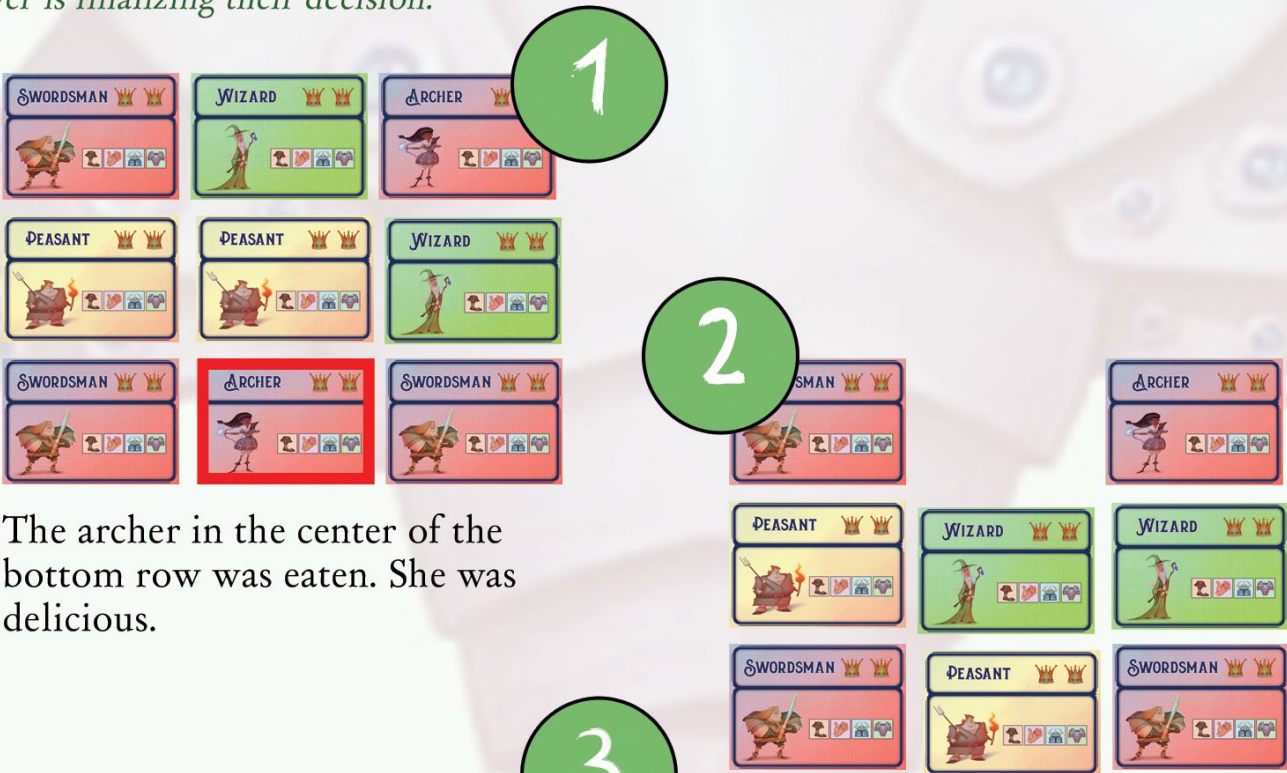 er is finalizing their decision.
1
SWORDSMAN
WIZARD
ARCHER
PEASANT
PEASANT
WIZARD
SWORDSMAN
ARCHER
SWORDSMAN
The archer in the center of the
bottom row was eaten. She was
delicious.
2
SMAN
ARCHER
PEASANT
WIZARD
WIZARD
SWORDSMAN
PEASANT
SWORDSMAN
3